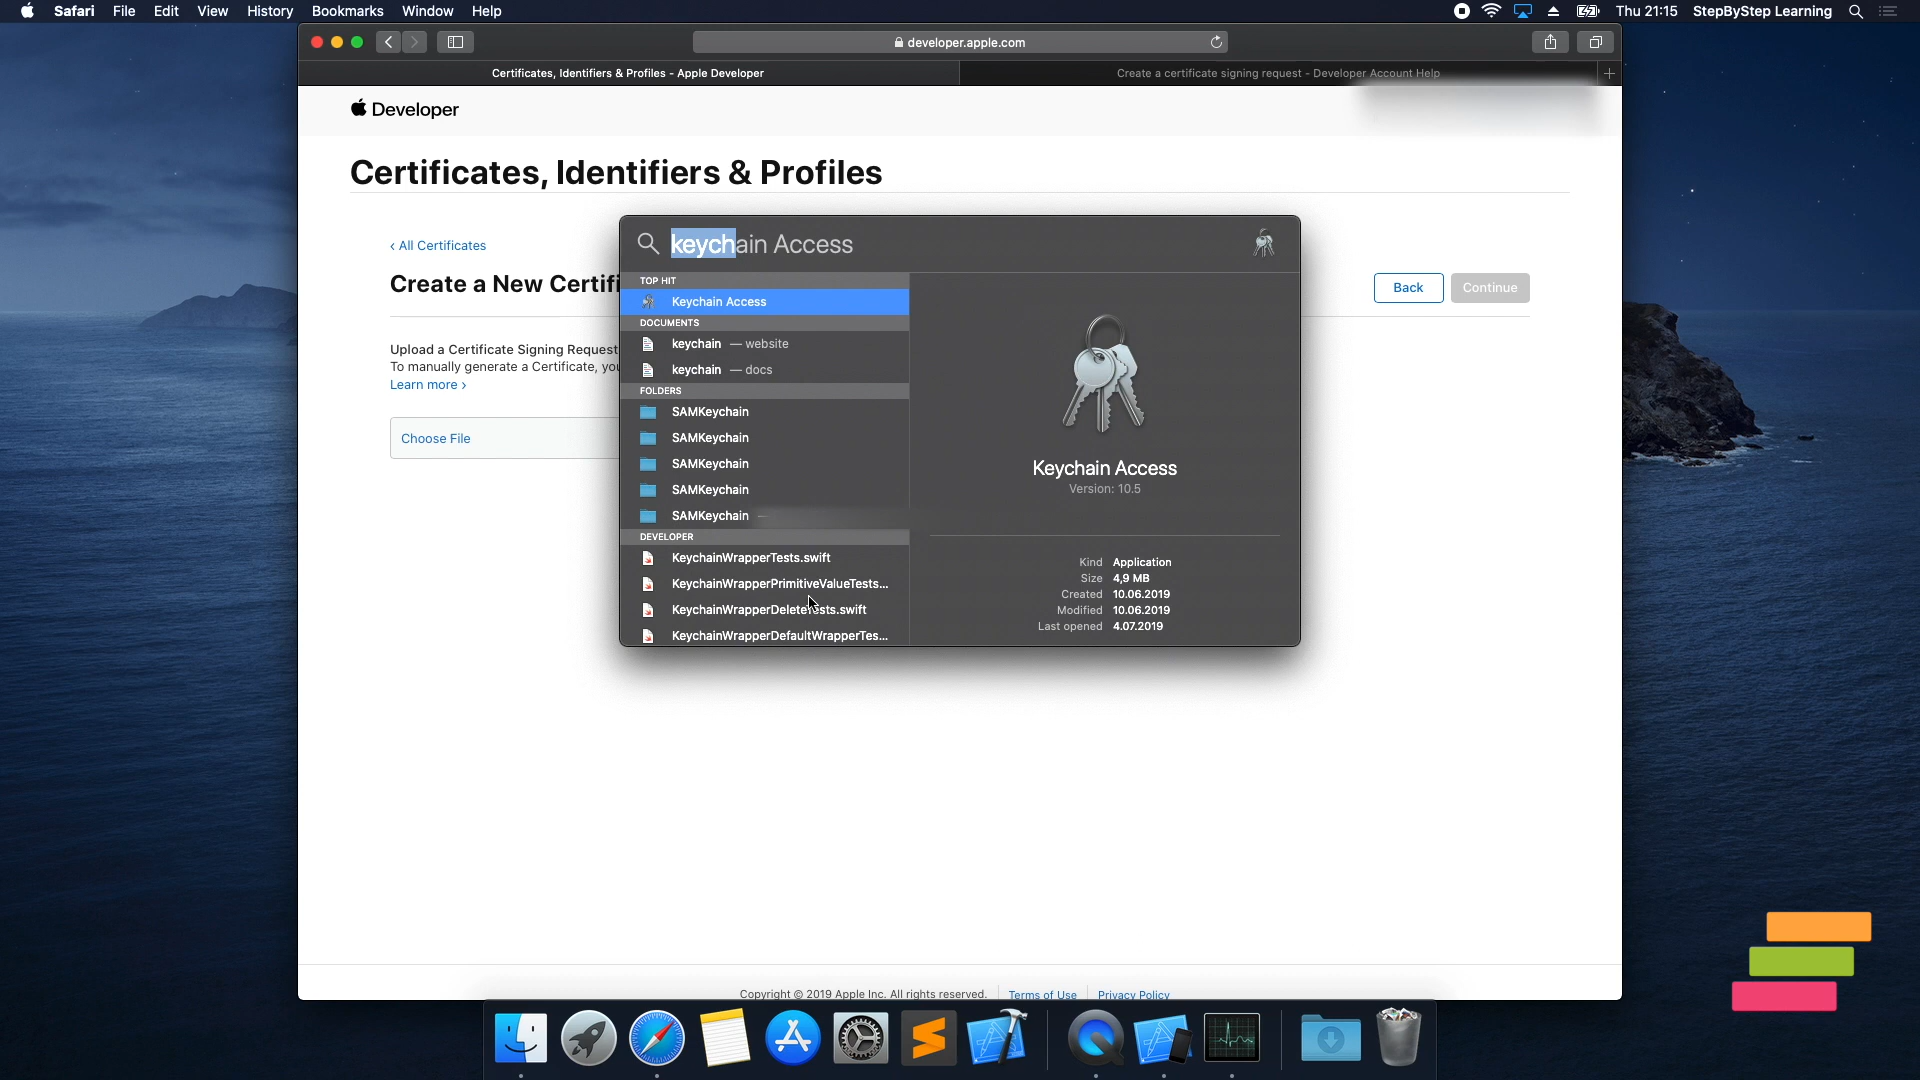 Safari File Edit View History Bookmarks Window Help
Thu 21:15 StepByStep Learning
developer.apple.com
Certificates, Identifiers & Profiles - Apple Developer
Create a certificate signing request - Developer Account Help
Developer
Certificates, Identifiers & Profiles
‹ All Certificates
Create a New Certifi
Back
Continue
Upload a Certificate Signing Request
To manually generate a Certificate, you
Learn more ›
Choose File
keychain Access
TOP HIT
Keychain Access
DOCUMENTS
keychain — website
keychain — docs
FOLDERS
SAMKeychain
SAMKeychain
SAMKeychain
SAMKeychain
SAMKeychain —
DEVELOPER
KeychainWrapperTests.swift
KeychainWrapperPrimitiveValueTests...
KeychainWrapperDeleteTests.swift
KeychainWrapperDefaultWrapperTes...
Keychain Access
Version: 10.5
Kind Application
Size 4,9 MB
Created 10.06.2019
Modified 10.06.2019
Last opened 4.07.2019
Copyright © 2019 Apple Inc. All rights reserved.
Terms of Use
Privacy Policy